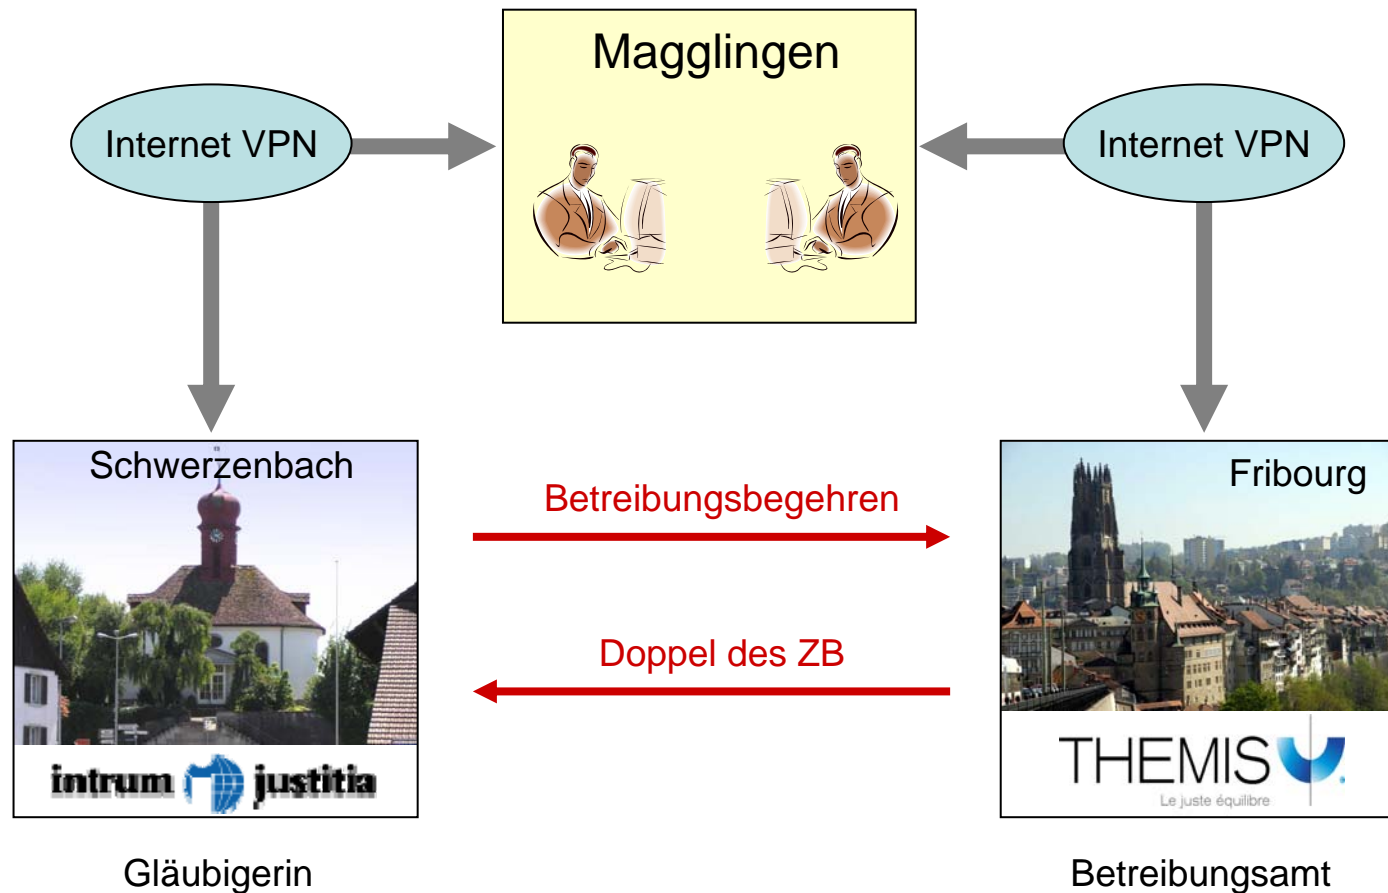 Magglingen
Internet VPN
Internet VPN
Schwerzenbach
Fribourg
Betreibungsbegehren
Doppel des ZB
intrum justitia
THEMIS
Le juste équilibre
Gläubigerin
Betreibungsamt